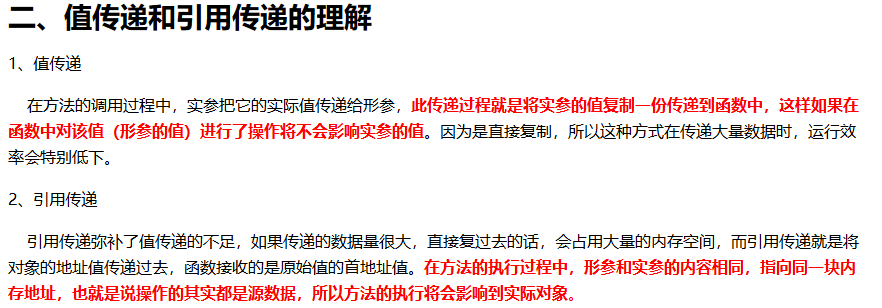 二、值传递和引用传递的理解
1、值传递
在方法的调用过程中，实参把它的实际值传递给形参，此传递过程就是将实参的值复制一份传递到函数中，这样如果在
函数中对该值（形参的值）进行了操作将不会影响实参的值。因为是直接复制，所以这种方式在传递大量数据时，运行效
率会特别低下。
2、引用传递
引用传递弥补了值传递的不足，如果传递的数据量很大，直接复过去的话，会占用大量的内存空间，而引用传递就是将
对象的地址值传递过去，函数接收的是原始值的首地址值。在方法的执行过程中，形参和实参的内容相同，指向同一块内
存地址，也就是说操作的其实都是源数据，所以方法的执行将会影响到实际对象。